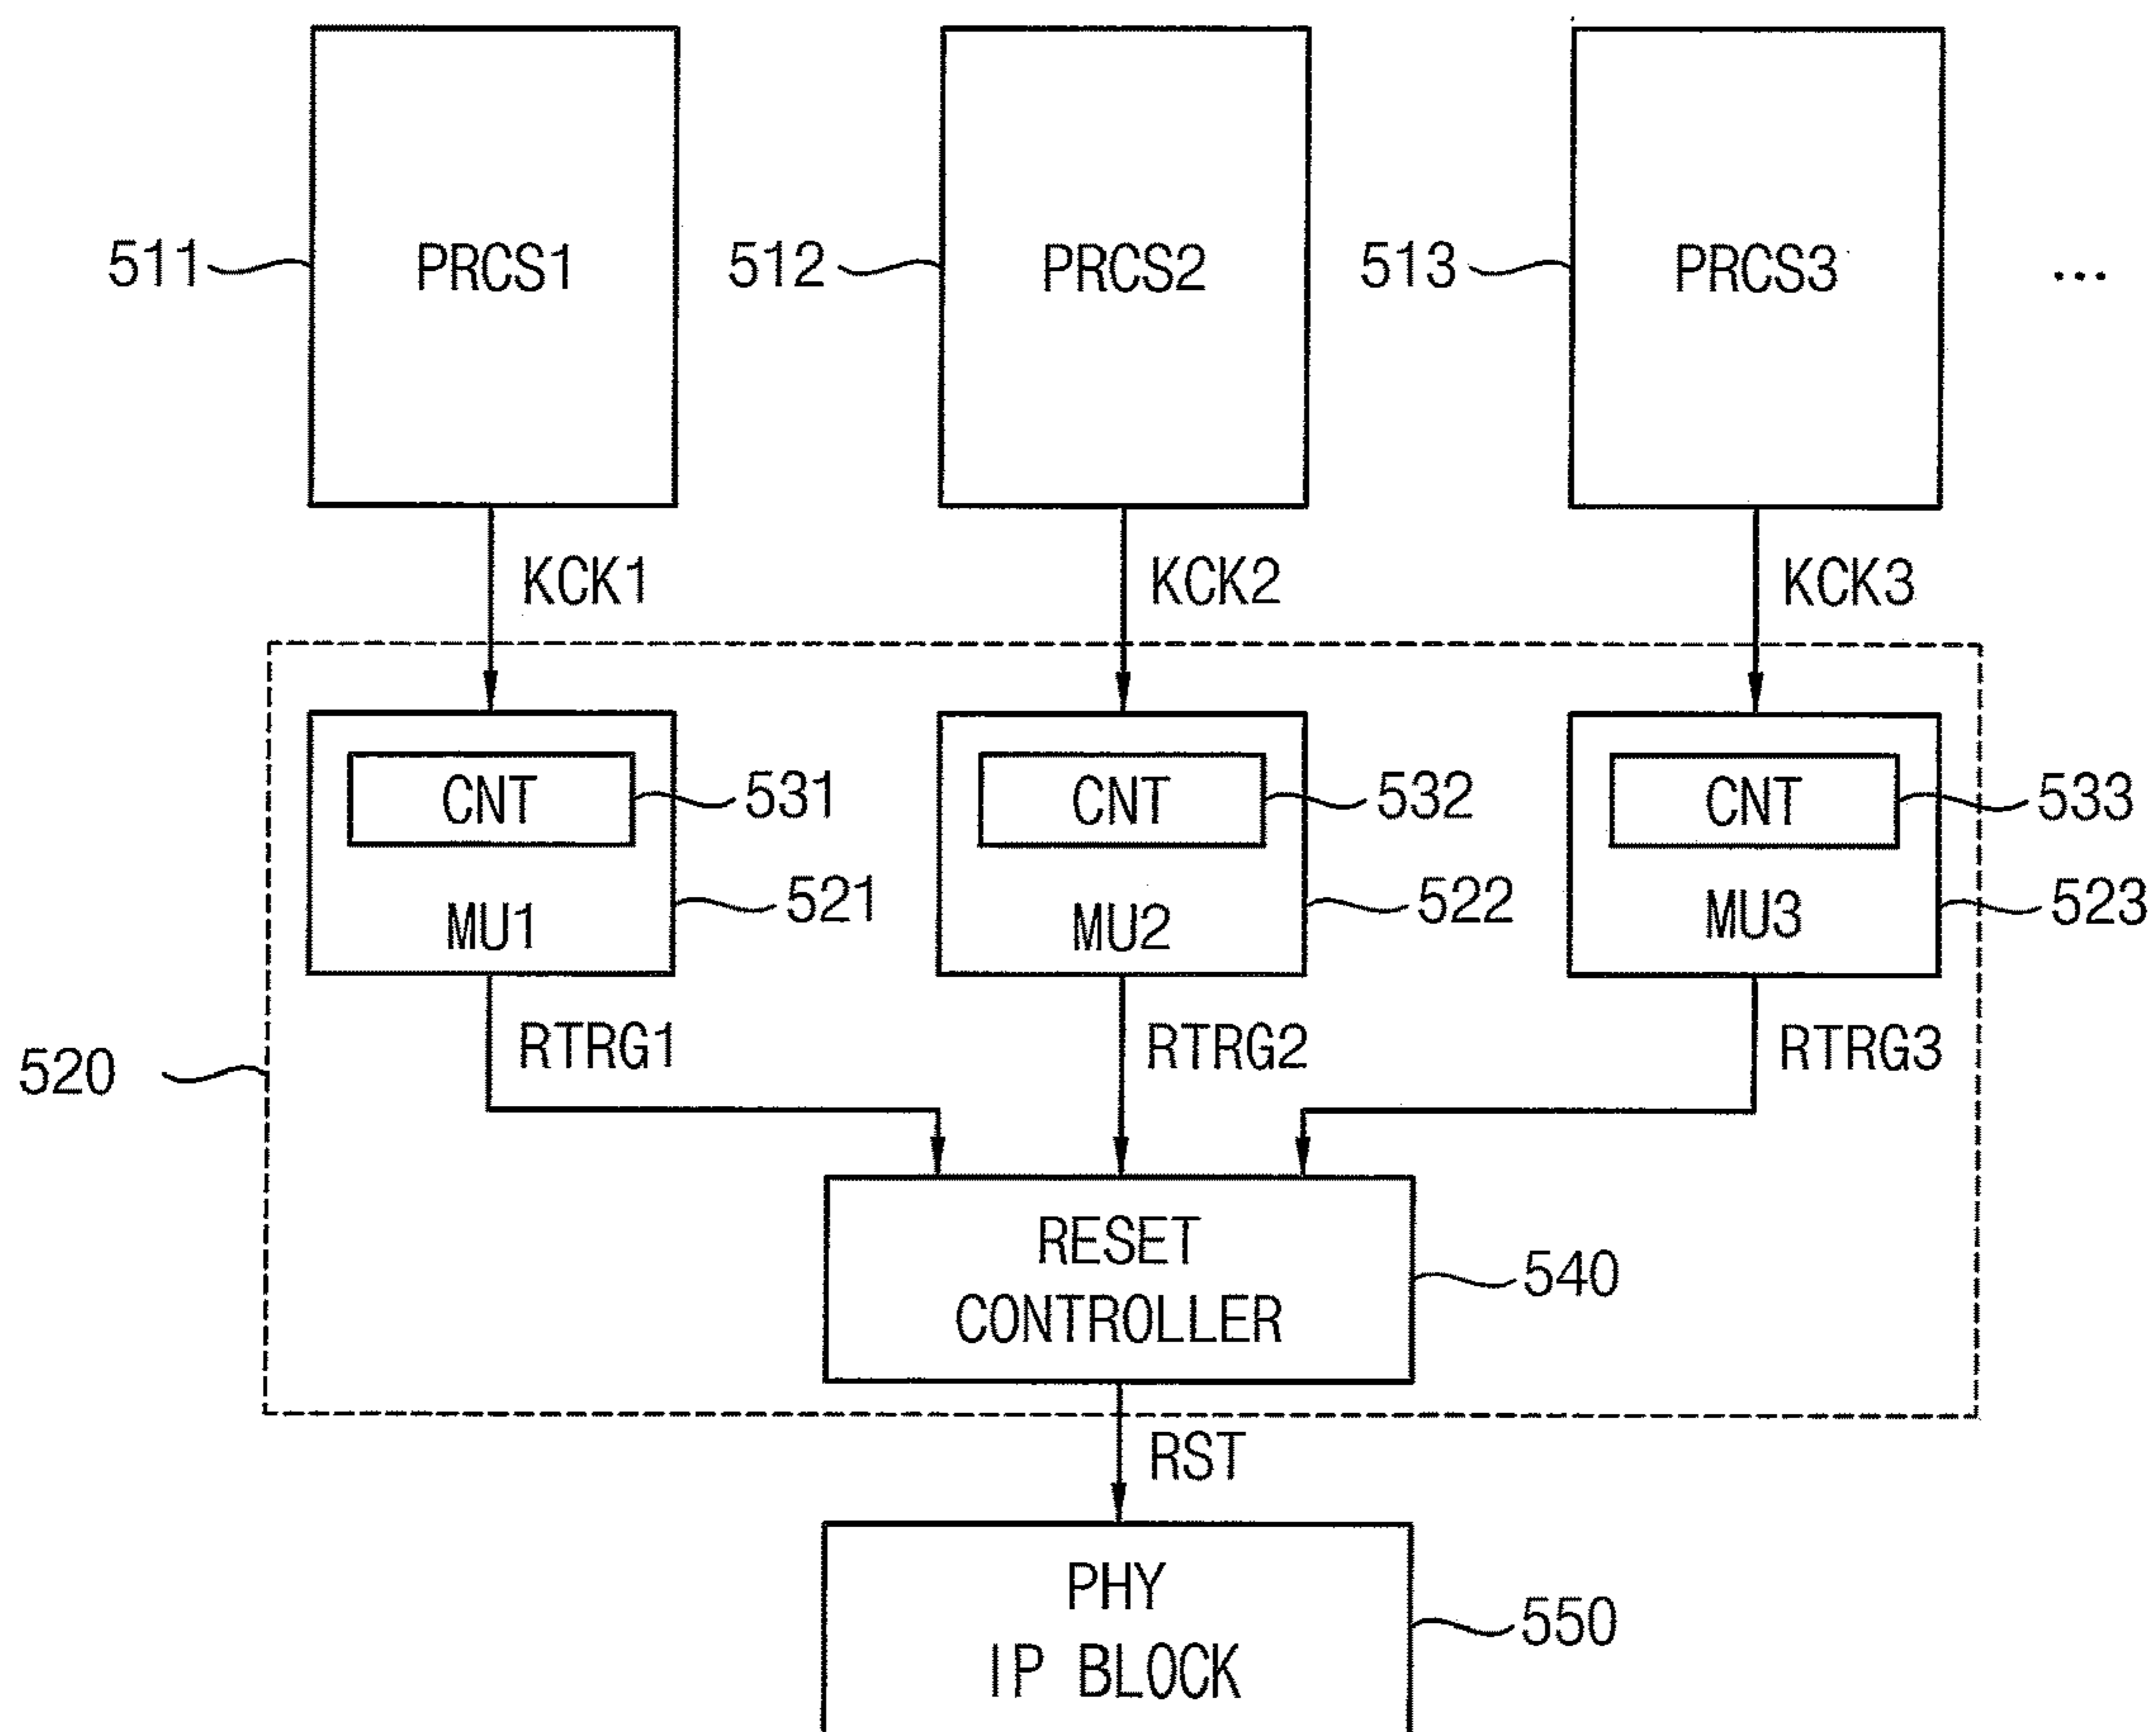 511 PRCS1 512 PRCS2 513 PRCS3 ...
KCK1 KCK2 KCK3
CNT 531 CNT 532 CNT 533
MU1 521 MU2 522 MU3 523
520 RTRG1 RTRG2 RTRG3
RESET
CONTROLLER
540
RST
PHY
IP BLOCK
550